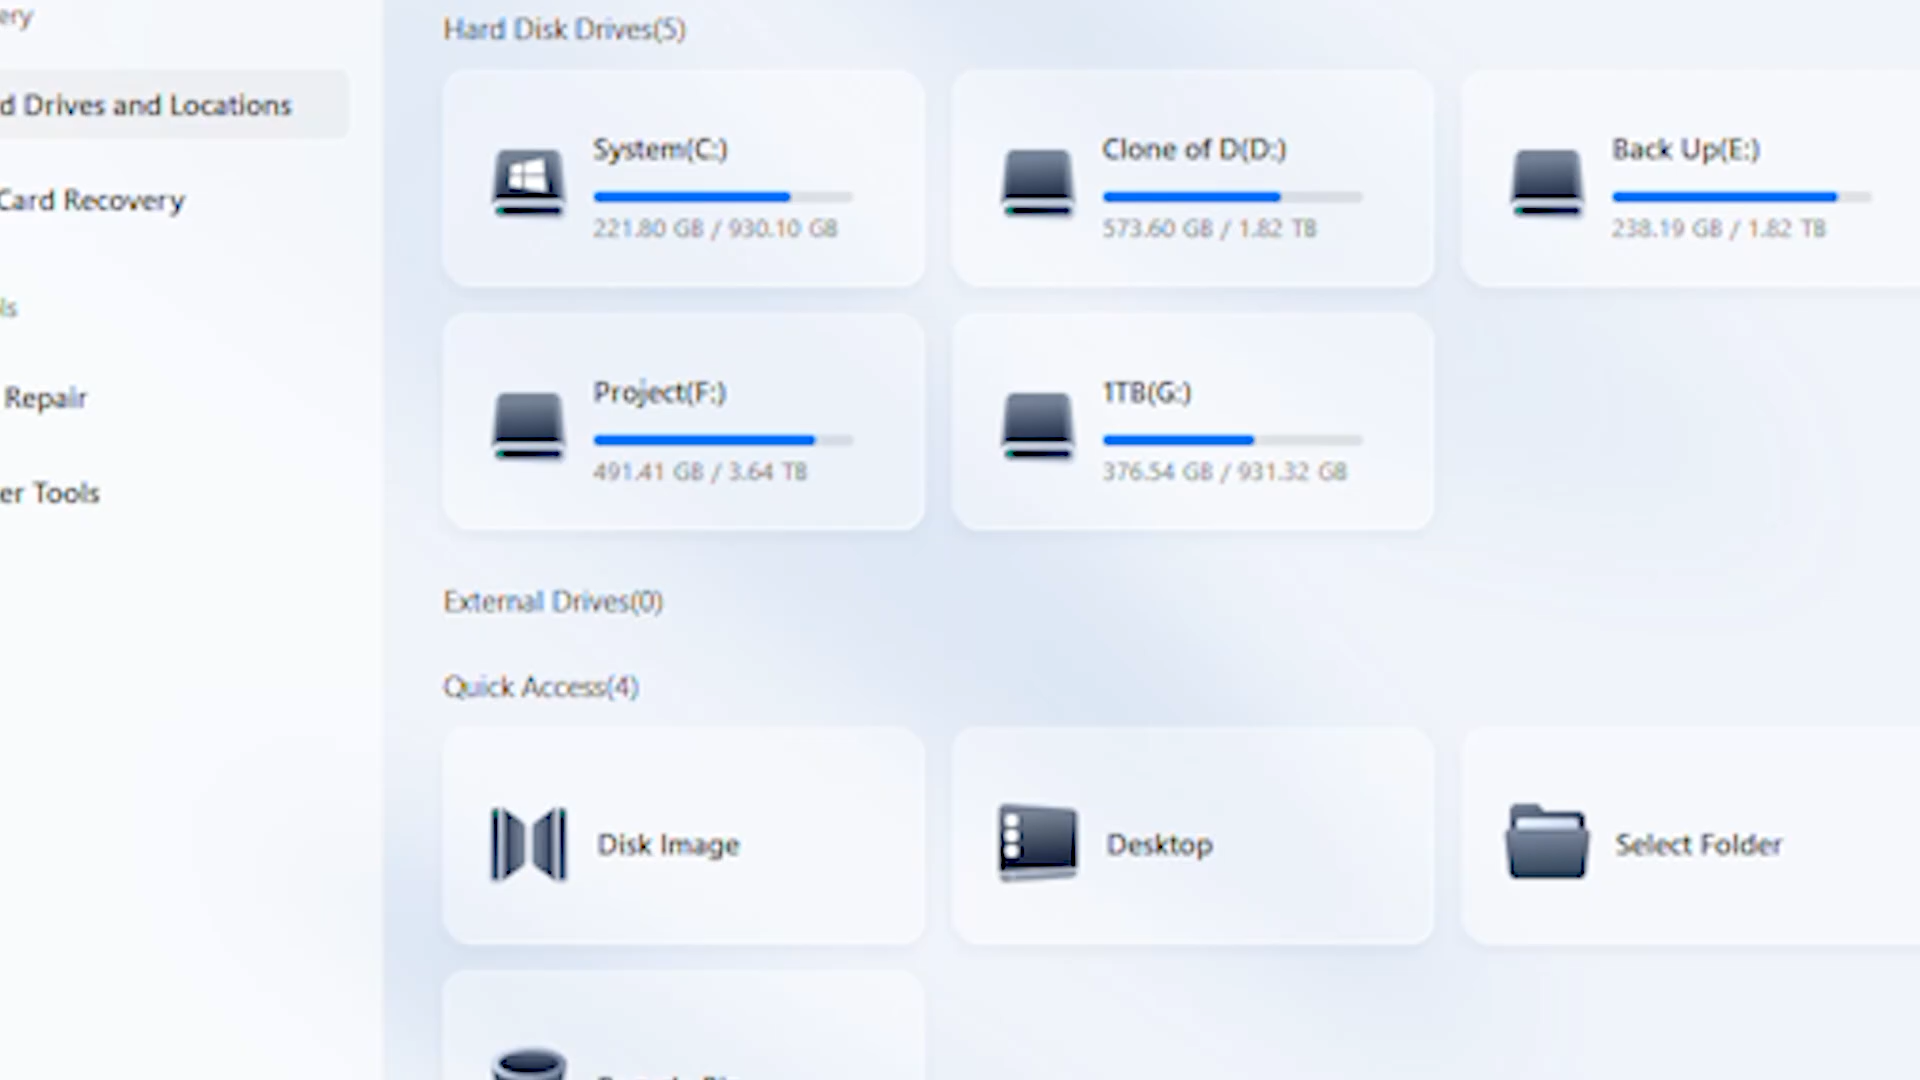 ery
d Drives and Locations
Card Recovery
ls
Repair
er Tools
Hard Disk Drives(5)
System(C:)
221.80 GB / 930.10 GB
Clone of D(D:)
573.60 GB / 1.82 TB
Back Up(E:)
238.19 GB / 1.82 TB
Project(F:)
491.41 GB / 3.64 TB
1TB(G:)
376.54 GB / 931.32 GB
External Drives(0)
Quick Access(4)
Disk Image
Desktop
Select Folder